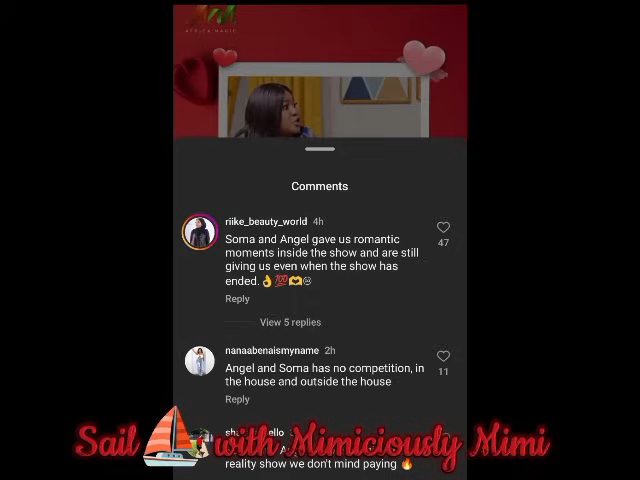 AFRICA MAGIC
Comments
riike_beauty_world 4h
Soma and Angel gave us romantic
moments inside the show and are still
giving us even when the show has
ended.👌💯🫶
47
Reply
View 5 replies
nanaabenaismyname 2h
Angel and Soma has no competition, in
the house and outside the house
11
Reply
Sail with Mimiciously Mimi
reality show we don't mind paying 🔥